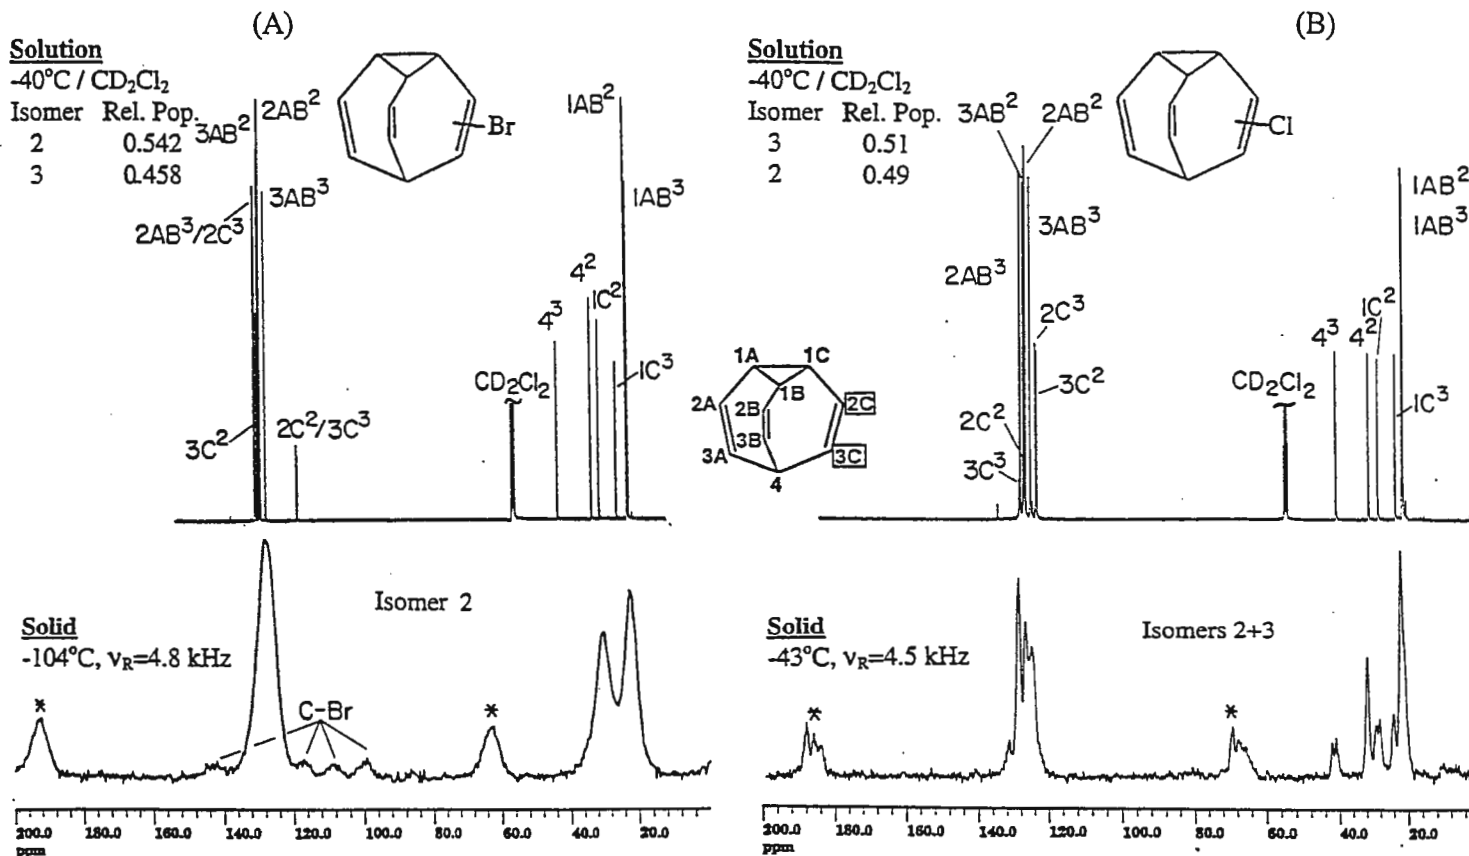 (A)
Solution
-40°C / CD₂Cl₂
Isomer Rel. Pop.
2 0.542
3 0.458
3AB²
2AB²
Br
1AB²
2AB³/2C³
3AB³
1AB³
4²
1C²
4³
1C³
CD₂Cl₂
3C²
2C²/3C³
(B)
Solution
-40°C / CD₂Cl₂
Isomer Rel. Pop.
3 0.51
2 0.49
3AB²
2AB²
Cl
1AB²
1AB³
3AB³
2AB³
2C³
1C²
4³
4²
CD₂Cl₂
3C²
1C³
2C²
3C³
1A 1C
1B
2A 2B 2C
3B
3A 3C
4
Solid
-104°C, νR=4.8 kHz
Isomer 2
*
C-Br
*
200.0 180.0 160.0 140.0 120.0 100.0 80.0 60.0 40.0 20.0
ppm
Solid
-43°C, νR=4.5 kHz
Isomers 2+3
*
*
200.0 180.0 160.0 140.0 120.0 100.0 80.0 60.0 40.0 20.0
ppm